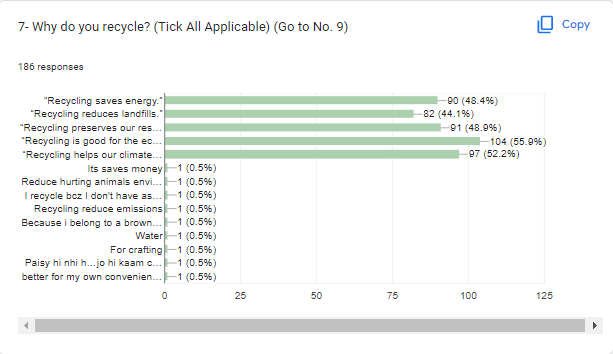 7- Why do you recycle? (Tick All Applicable) (Go to No. 9)
Copy
186 responses
"Recycling saves energy." 90 (48.4%)
"Recycling reduces landfills." 82 (44.1%)
"Recycling preserves our res... 91 (48.9%)
"Recycling is good for the ec... 104 (55.9%)
"Recycling helps our climate... 97 (52.2%)
Its saves money 1 (0.5%)
Reduce hurting animals envi... 1 (0.5%)
I recycle bcz I don't have as... 1 (0.5%)
Recycling reduce emissions 1 (0.5%)
Because i belong to a brown... 1 (0.5%)
Water 1 (0.5%)
For crafting 1 (0.5%)
Paisy hi nhi h...jo hi kaam c... 1 (0.5%)
better for my own convenien... 1 (0.5%)
0 25 50 75 100 125